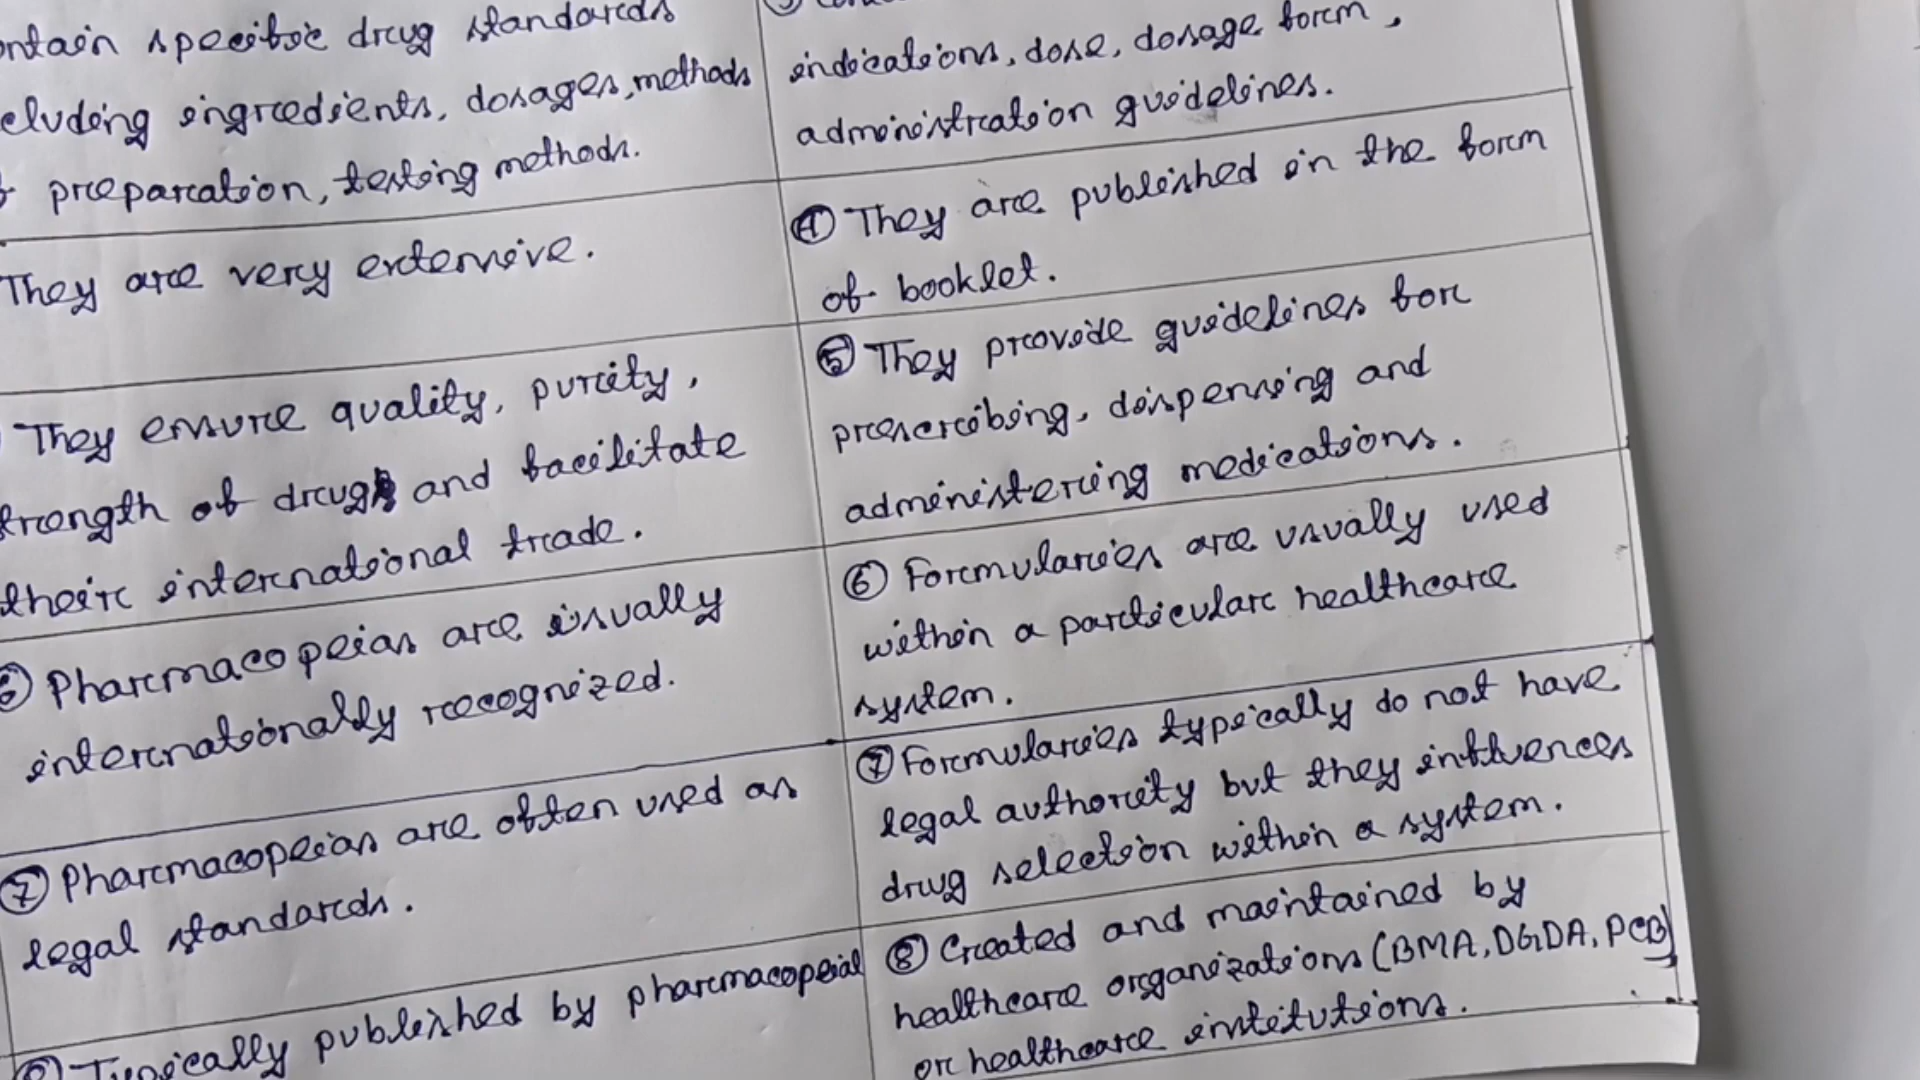 ntain specific drug standards
cluding ingredients, dosages, methods
preparation, testing methods.
They are very extensive.
They ensure quality, purity,
trength of drugs and facilitate
their international trade.
⑥ Pharmacopeias are usually
internationally recognized.
⑦ Pharmacopeias are often used as
legal standards.
Typically published by pharmacopeial
indications, dose, dosage form,
administration guidelines.
④ They are published in the form
of booklet.
⑤ They provide guidelines for
prescribing, dispensing and
administering medications.
⑥ Formularies are usually used
within a particular healthcare
system.
⑦ Formularies typically do not have
legal authority but they influences
drug selection within a system.
⑧ Created and maintained by
healthcare organizations (BMA, DGDA, PCB)
or healthcare institutions.